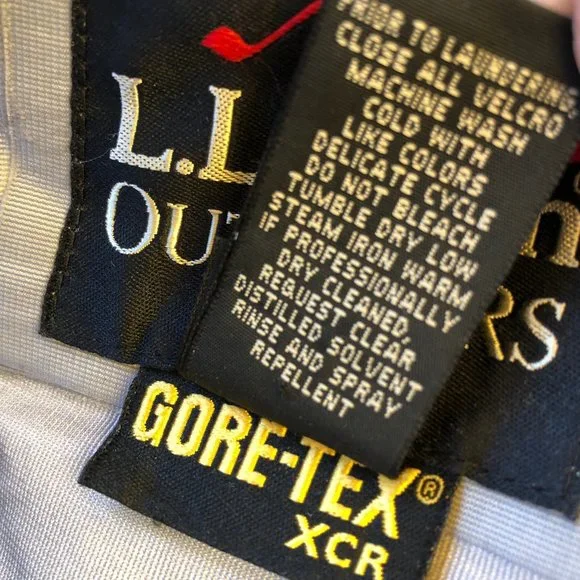 L.L
OUT
n
RS
PRIOR TO LAUNDERING,
CLOSE ALL VELCRO
MACHINE WASH
COLD WITH
LIKE COLORS
DELICATE CYCLE
DO NOT BLEACH
TUMBLE DRY LOW
STEAM IRON WARM
IF PROFESSIONALLY
DRY CLEANED,
REQUEST CLEAR
DISTILLED SOLVENT
RINSE AND SPRAY
REPELLENT
GORE-TEX®
XCR